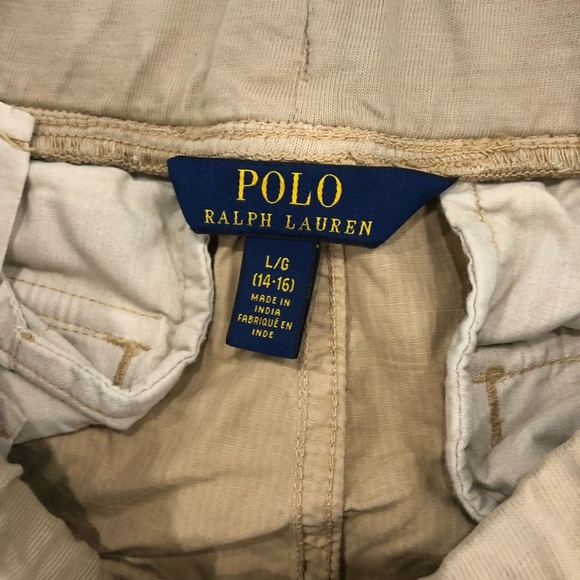 POLO
RALPH LAUREN
L/G
(14-16)
MADE IN
INDIA
FABRIQUÉ EN
INDE